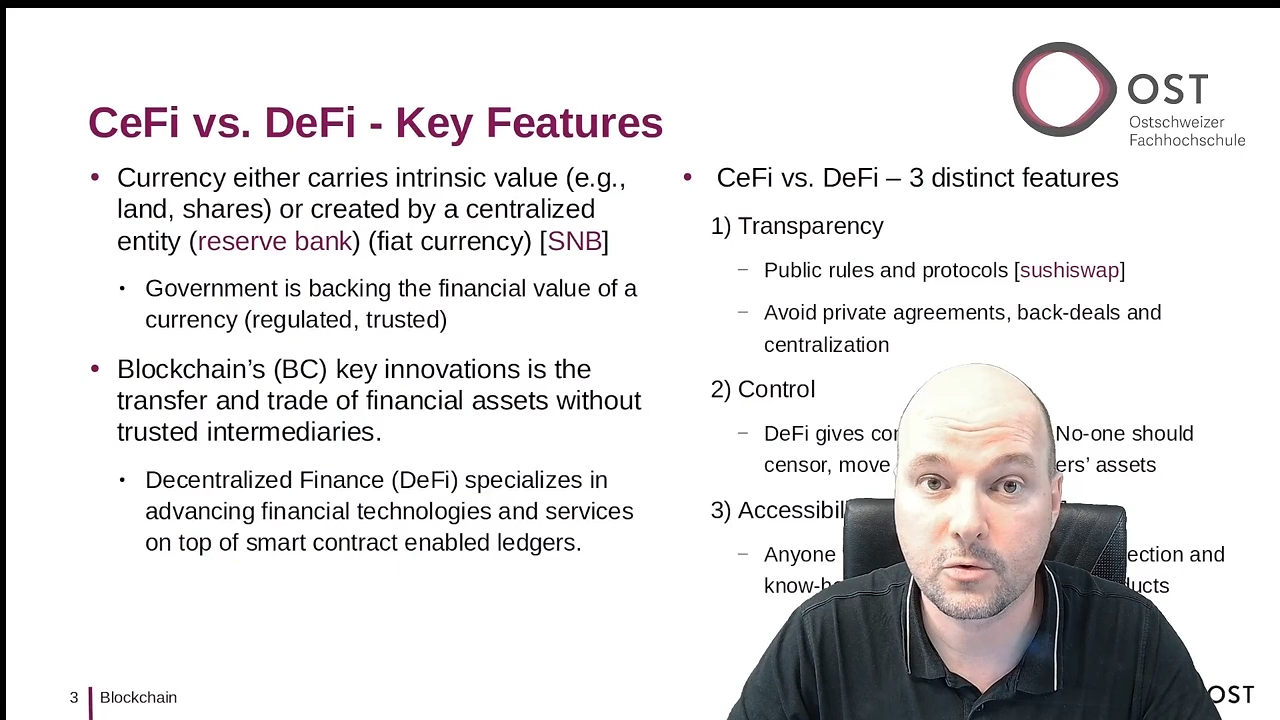 OST
Ostschweizer
Fachhochschule
CeFi vs. DeFi - Key Features
• Currency either carries intrinsic value (e.g.,
land, shares) or created by a centralized
entity (reserve bank) (fiat currency) [SNB]
• Government is backing the financial value of a
currency (regulated, trusted)
• Blockchain’s (BC) key innovations is the
transfer and trade of financial assets without
trusted intermediaries.
• Decentralized Finance (DeFi) specializes in
advancing financial technologies and services
on top of smart contract enabled ledgers.
• CeFi vs. DeFi – 3 distinct features
1) Transparency
– Public rules and protocols [sushiswap]
– Avoid private agreements, back-deals and
centralization
2) Control
– DeFi gives No-one should
censor, move assets
3) 
– Anyone and
3 Blockchain
OST